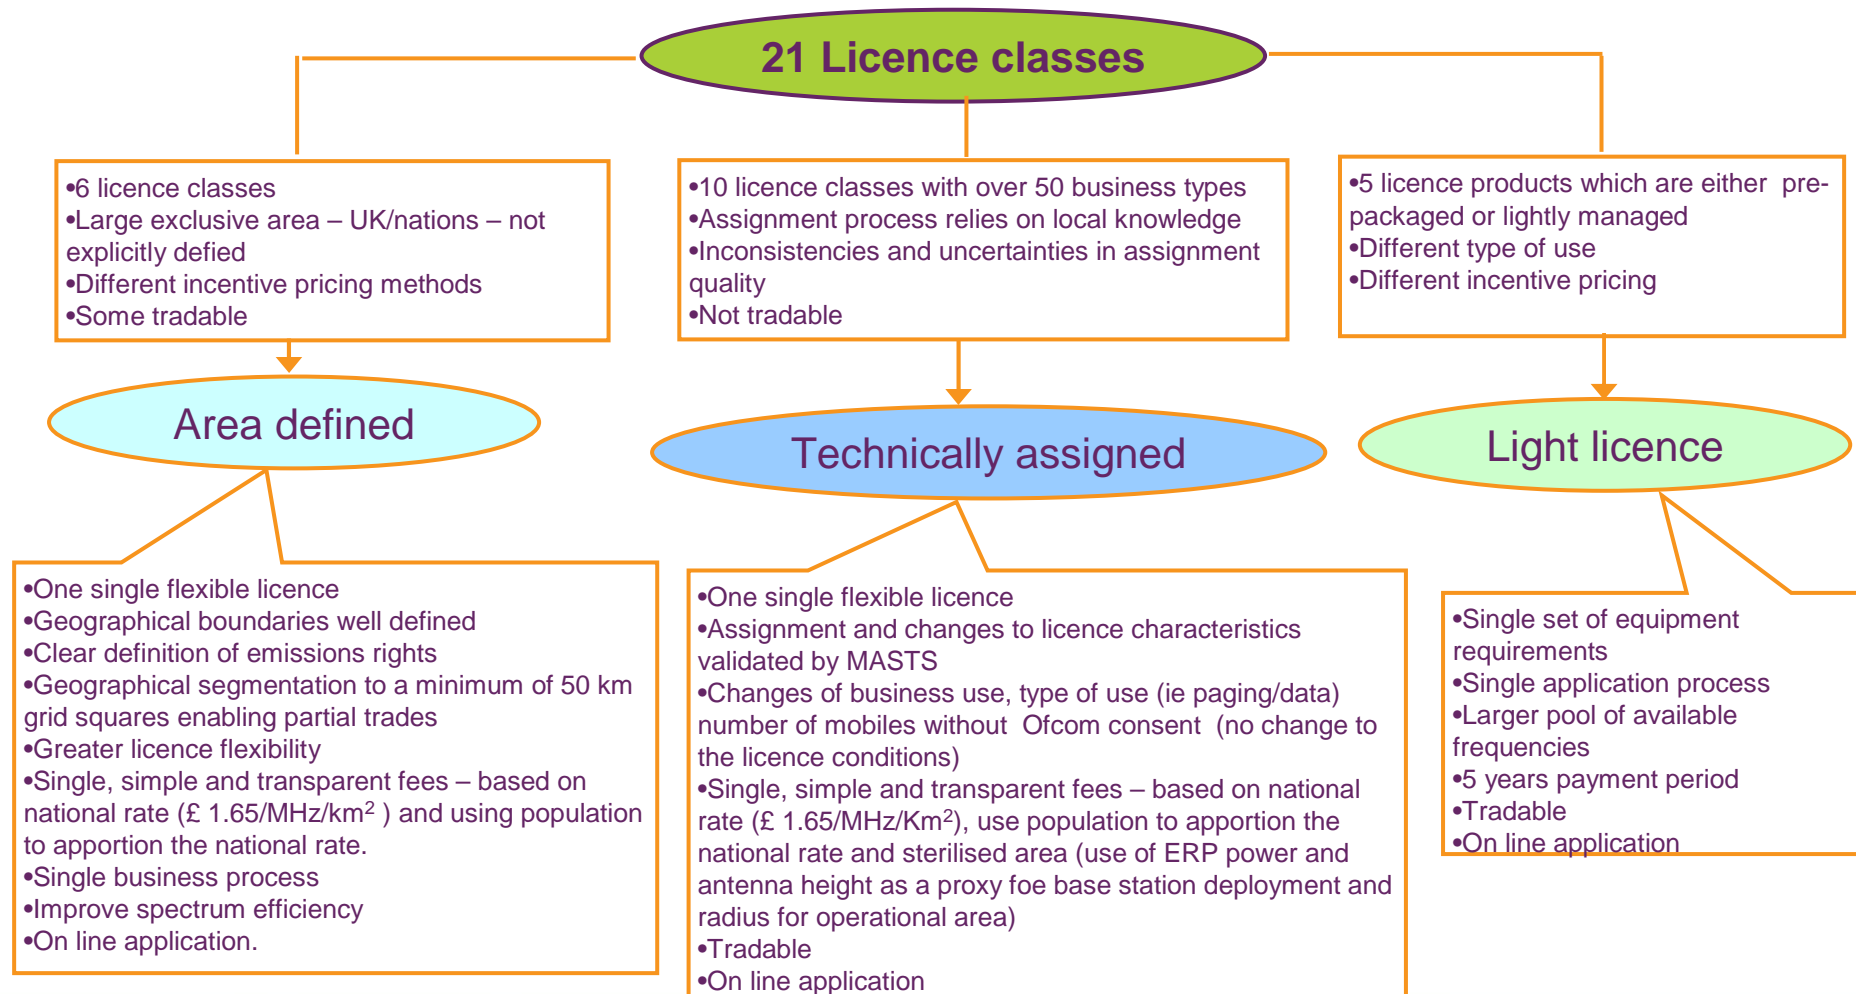 21 Licence classes
•6 licence classes
•Large exclusive area – UK/nations – not
explicitly defied
•Different incentive pricing methods
•Some tradable
•10 licence classes with over 50 business types
•Assignment process relies on local knowledge
•Inconsistencies and uncertainties in assignment
quality
•Not tradable
•5 licence products which are either  pre-
packaged or lightly managed
•Different type of use
•Different incentive pricing
Area defined
Technically assigned
Light licence
•One single flexible licence
•Geographical boundaries well defined
•Clear definition of emissions rights
•Geographical segmentation to a minimum of 50 km
grid squares enabling partial trades
•Greater licence flexibility
•Single, simple and transparent fees – based on
national rate (£ 1.65/MHz/km² ) and using population
to apportion the national rate.
•Single business process
•Improve spectrum efficiency
•On line application.
•One single flexible licence
•Assignment and changes to licence characteristics
validated by MASTS
•Changes of business use, type of use (ie paging/data)
number of mobiles without  Ofcom consent  (no change to
the licence conditions)
•Single, simple and transparent fees – based on national
rate (£ 1.65/MHz/Km²), use population to apportion the
national rate and sterilised area (use of ERP power and
antenna height as a proxy foe base station deployment and
radius for operational area)
•Tradable
•On line application
•Single set of equipment
requirements
•Single application process
•Larger pool of available
frequencies
•5 years payment period
•Tradable
•On line application